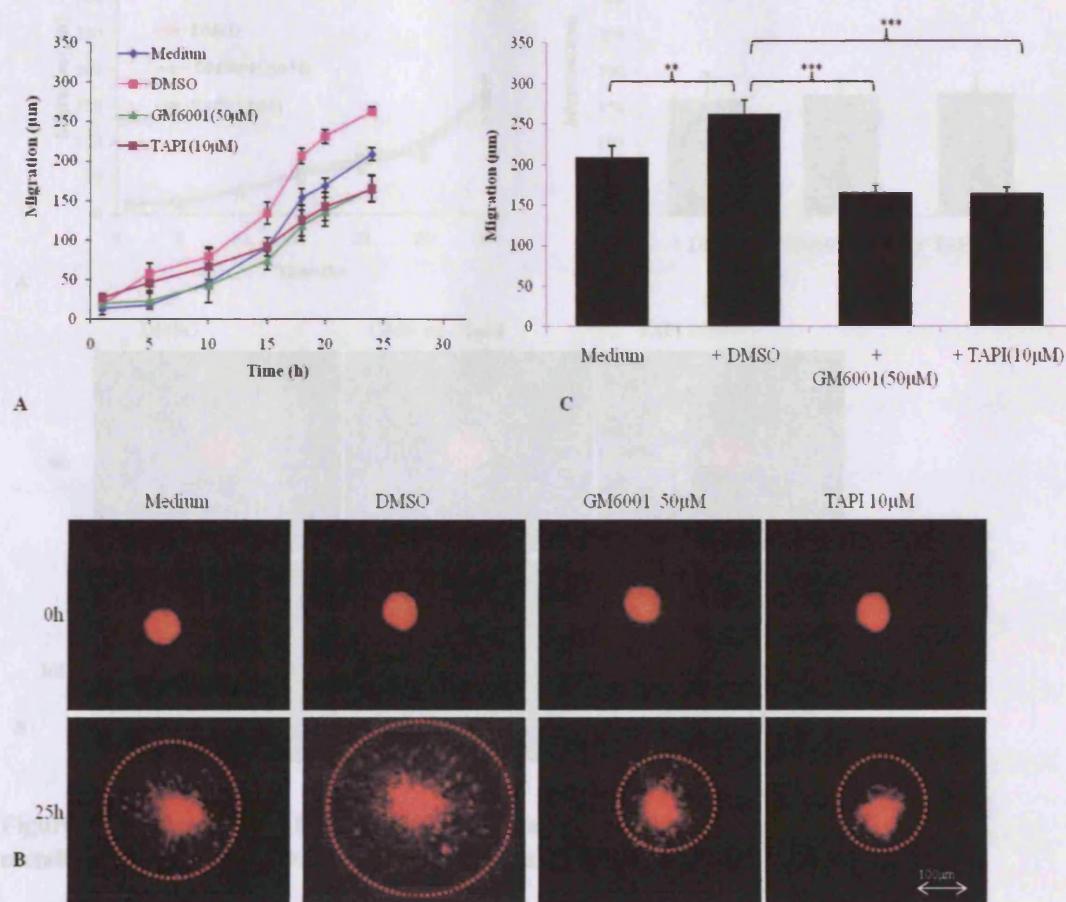 350
300
250
200
150
100
50
0
Migration (µm)
Medium
DMSO
GM6001(50µM)
TAPI (10µM)
0 5 10 15 20 25 30
Time (h)
A
350
300
250
200
150
100
50
0
Migration (µm)
** *** ***
Medium + DMSO + + TAPI(10µM)
GM6001(50µM)
C
Medium DMSO GM6001 50µM TAPI 10µM
0h
25h
100µm
B